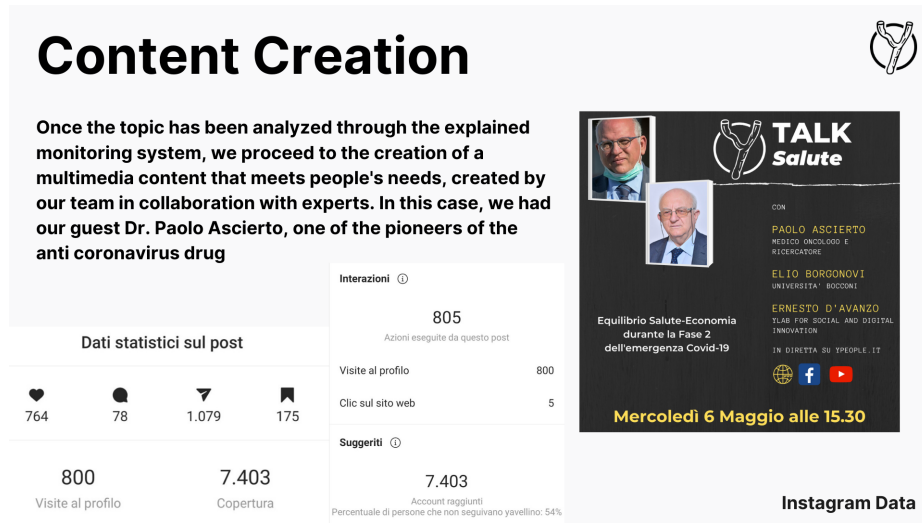 Content Creation
Once the topic has been analyzed through the explained
monitoring system, we proceed to the creation of a
multimedia content that meets people's needs, created by
our team in collaboration with experts. In this case, we had
our guest Dr. Paolo Ascierto, one of the pioneers of the
anti coronavirus drug
Dati statistici sul post
764
78
1.079
175
800
Visite al profilo
7.403
Copertura
Interazioni
805
Azioni eseguite da questo post
Visite al profilo 800
Clic sul sito web 5
Suggeriti
7.403
Account raggiunti
Percentuale di persone che non seguivano yavellino: 54%
TALK
Salute
CON
PAOLO ASCIERTO
MEDICO ONCOLOGO E
RICERCATORE
ELIO BORGONOVI
UNIVERSITA' BOCCONI
ERNESTO D'AVANZO
YLAB FOR SOCIAL AND DIGITAL
INNOVATION
IN DIRETTA SU YPEOPLE.IT
Equilibrio Salute-Economia
durante la Fase 2
dell'emergenza Covid-19
Mercoledì 6 Maggio alle 15.30
Instagram Data